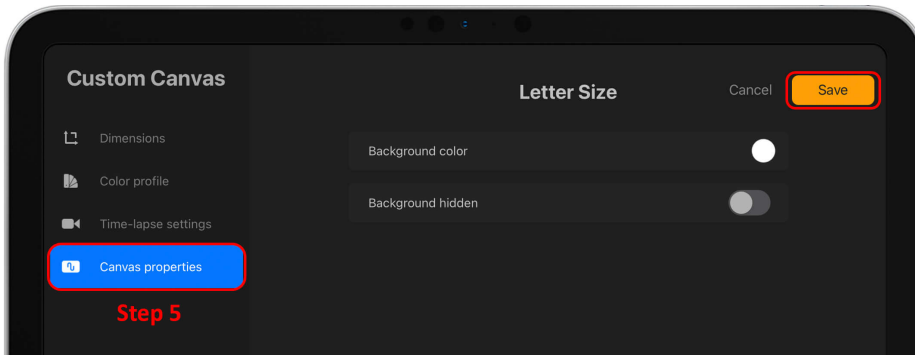 Custom Canvas
Letter Size
Cancel
Save
Dimensions
Background color
Color profile
Background hidden
Time-lapse settings
Canvas properties
Step 5